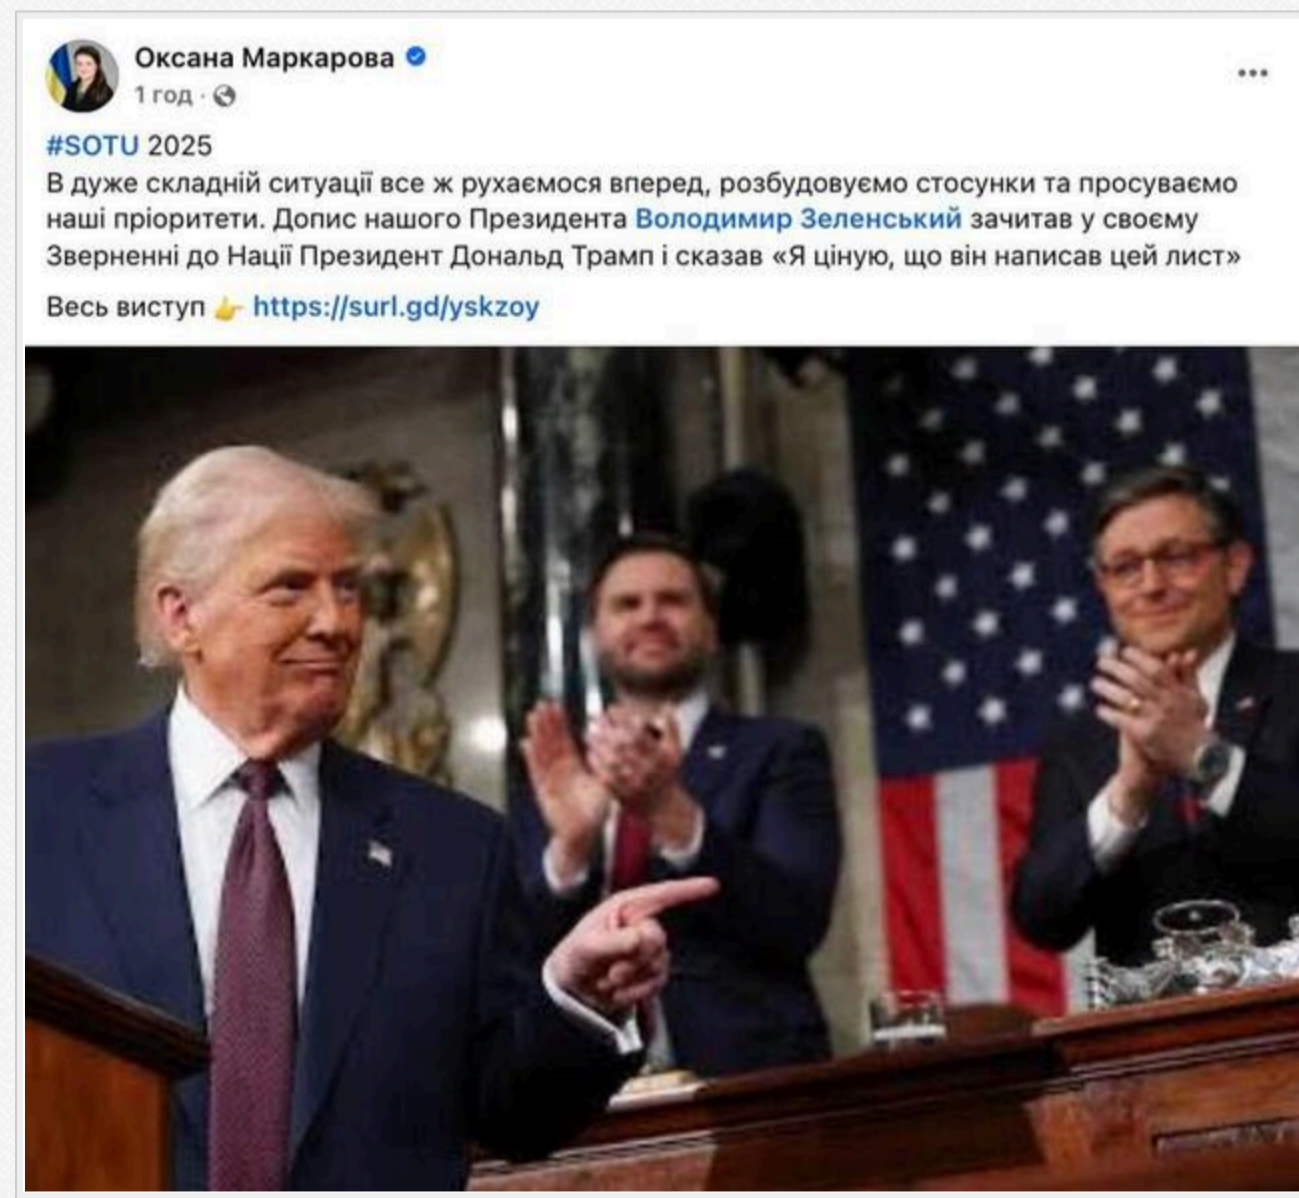 Оксана Маркарова
1 год ·
#SOTU 2025
В дуже складній ситуації все ж рухаємося вперед, розбудовуємо стосунки та просуваємо
наші пріоритети. Допис нашого Президента Володимир Зеленський зачитав у своєму
Зверненні до Нації Президент Дональд Трамп і сказав «Я ціную, що він написав цей лист»
Весь виступ 👉 https://surl.gd/yskzoy